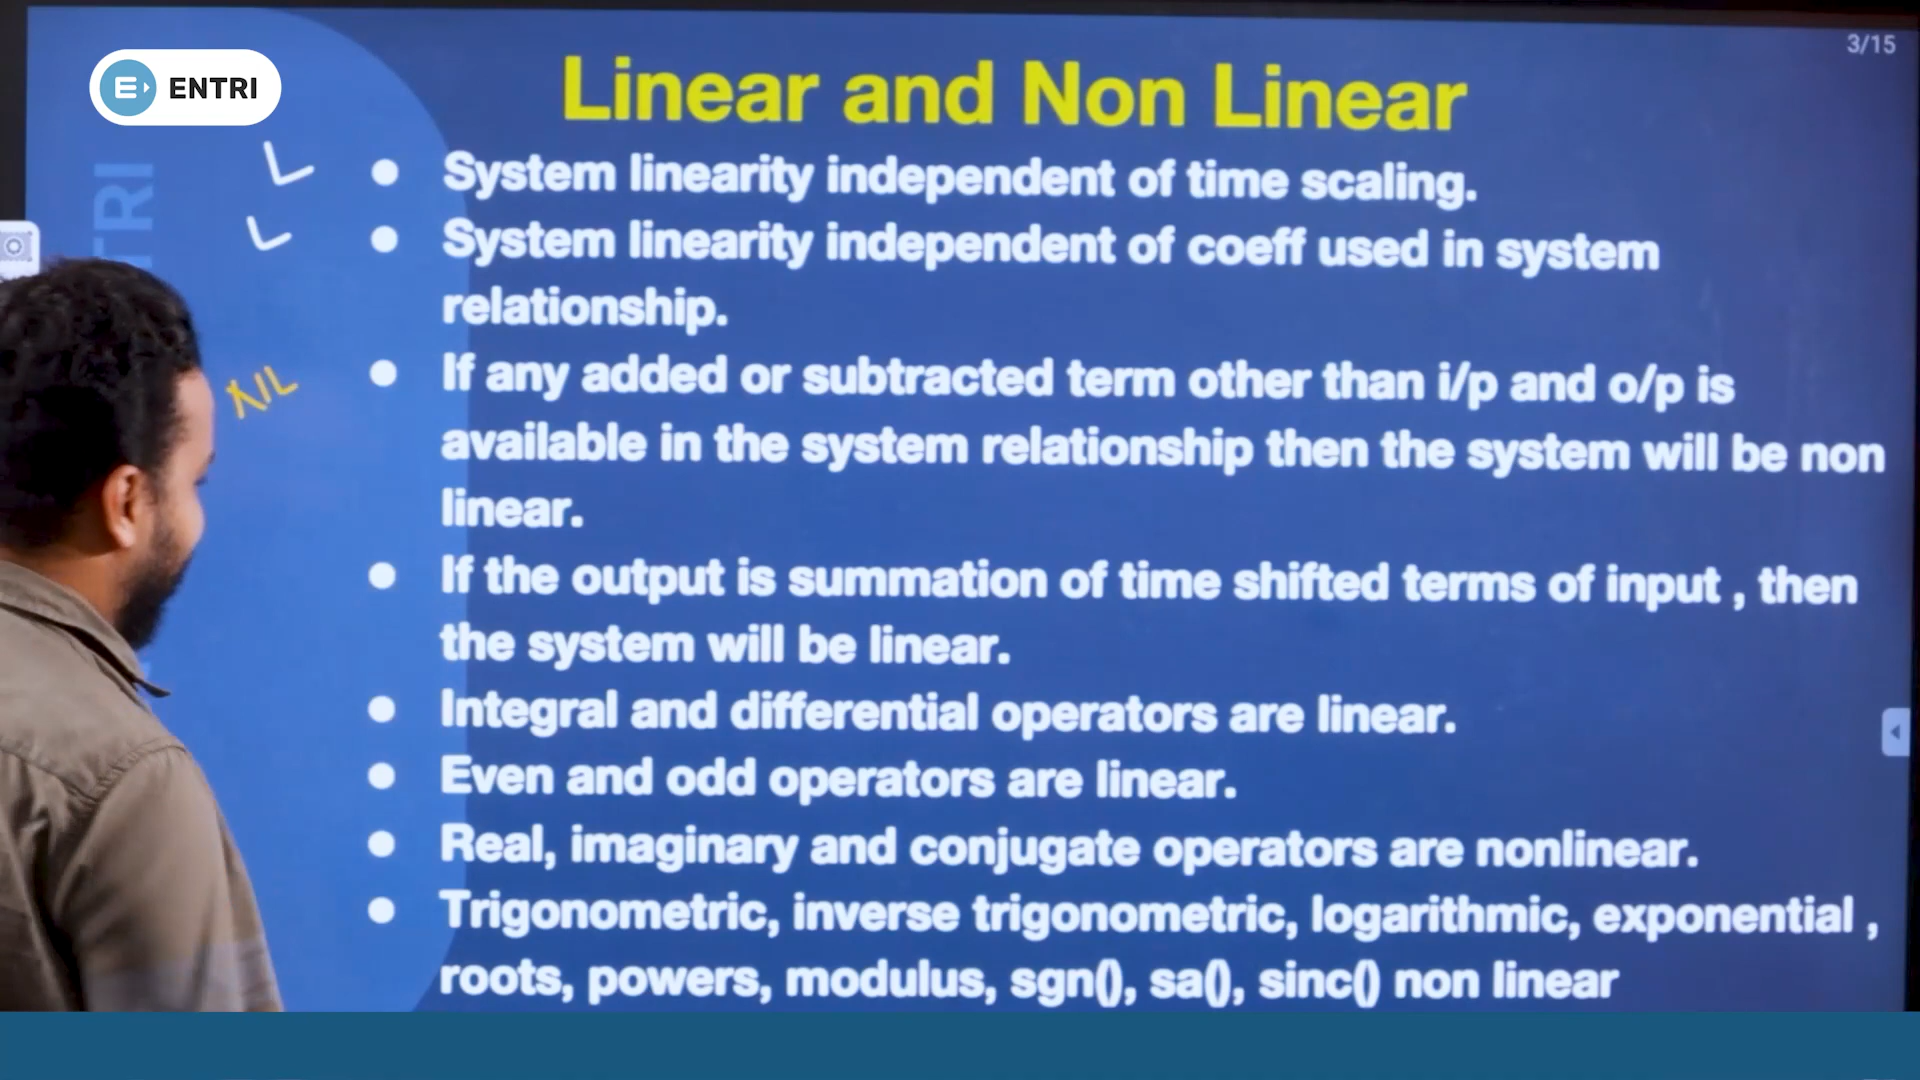 3/15
ENTRI
Linear and Non Linear
L ● System linearity independent of time scaling.
L ● System linearity independent of coeff used in system
relationship.
N/L ● If any added or subtracted term other than i/p and o/p is
available in the system relationship then the system will be non
linear.
● If the output is summation of time shifted terms of input , then
the system will be linear.
● Integral and differential operators are linear.
● Even and odd operators are linear.
● Real, imaginary and conjugate operators are nonlinear.
● Trigonometric, inverse trigonometric, logarithmic, exponential ,
roots, powers, modulus, sgn(), sa(), sinc() non linear
TRI